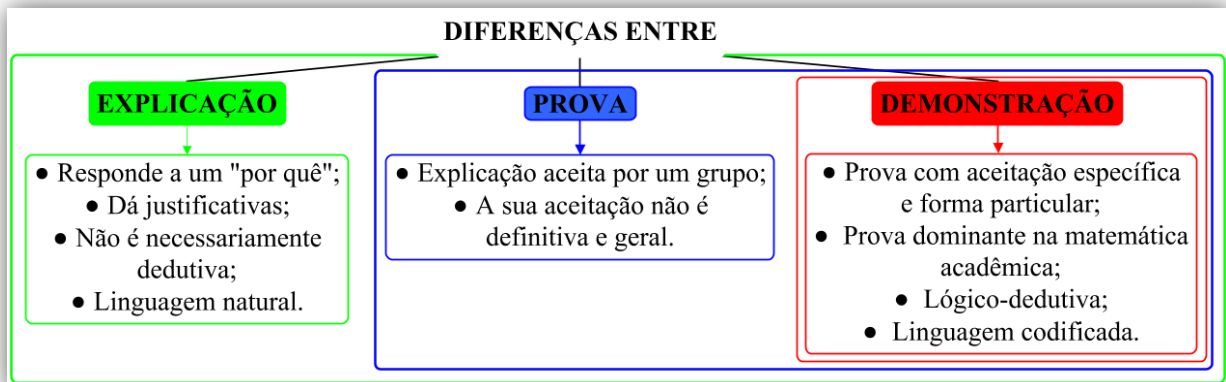 DIFERENÇAS ENTRE
EXPLICAÇÃO
● Responde a um "por quê";
● Dá justificativas;
● Não é necessariamente
dedutiva;
● Linguagem natural.
PROVA
● Explicação aceita por um grupo;
● A sua aceitação não é
definitiva e geral.
DEMONSTRAÇÃO
● Prova com aceitação específica
e forma particular;
● Prova dominante na matemática
acadêmica;
● Lógico-dedutiva;
● Linguagem codificada.